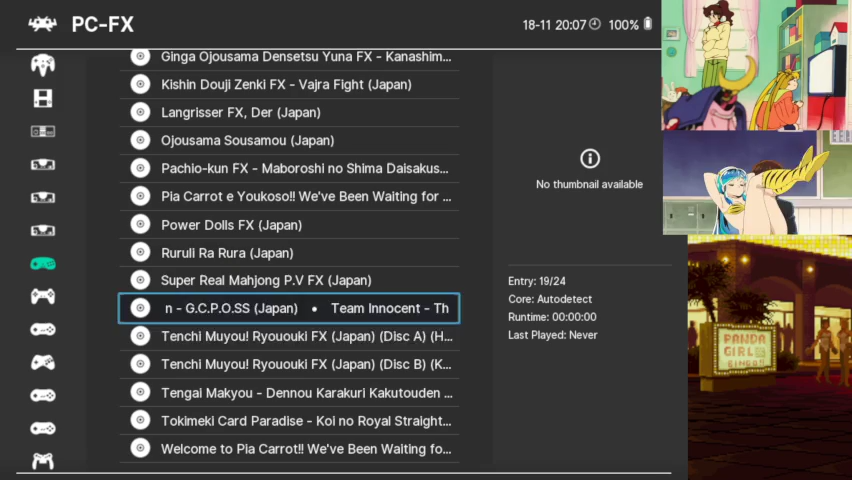 PC-FX
18-11 20:07 100%
Ginga Ojousama Densetsu Yuna FX - Kanashim...
Kishin Douji Zenki FX - Vajra Fight (Japan)
Langrisser FX, Der (Japan)
Ojousama Sousamou (Japan)
Pachio-kun FX - Maboroshi no Shima Daisakus...
Pia Carrot e Youkoso!! We've Been Waiting for ...
Power Dolls FX (Japan)
Ruruli Ra Rura (Japan)
Super Real Mahjong P.V FX (Japan)
n - G.C.P.O.SS (Japan) • Team Innocent - Th
Tenchi Muyou! Ryououki FX (Japan) (Disc A) (H...
Tenchi Muyou! Ryououki FX (Japan) (Disc B) (K...
Tengai Makyou - Dennou Karakuri Kakutouden ...
Tokimeki Card Paradise - Koi no Royal Straight...
Welcome to Pia Carrot!! We've Been Waiting fo...
No thumbnail available
Entry: 19/24
Core: Autodetect
Runtime: 00:00:00
Last Played: Never
PANDA
GIRL
BINGO!